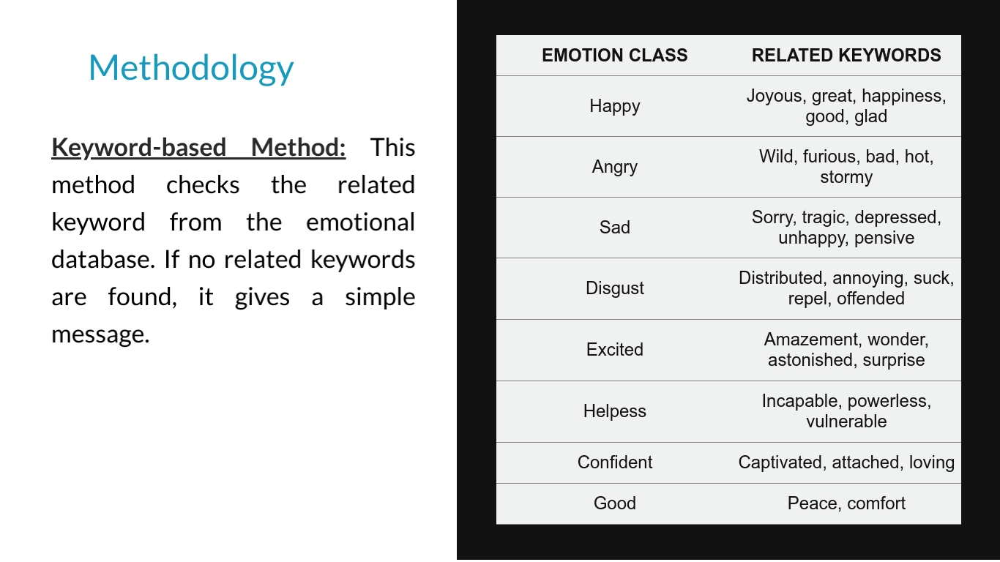 Methodology
Keyword-based Method: This
method checks the related
keyword from the emotional
database. If no related keywords
are found, it gives a simple
message.
EMOTION CLASS RELATED KEYWORDS
Happy
Joyous, great, happiness,
good, glad
Angry
Wild, furious, bad, hot,
stormy
Sad
Sorry, tragic, depressed,
unhappy, pensive
Disgust
Distributed, annoying, suck,
repel, offended
Excited
Amazement, wonder,
astonished, surprise
Helpess
Incapable, powerless,
vulnerable
Confident Captivated, attached, loving
Good Peace, comfort